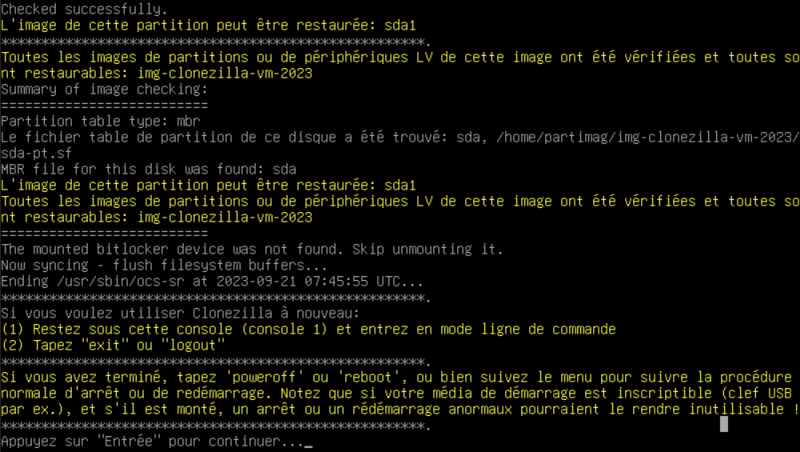 Checked successfully.
L'image de cette partition peut être restaurée: sda1
*****************************************************.
Toutes les images de partitions ou de périphériques LV de cette image ont été vérifiées et toutes so
nt restaurables: img-clonezilla-vm-2023
Summary of image checking:
==========================
Partition table type: mbr
Le fichier table de partition de ce disque a été trouvé: sda, /home/partimag/img-clonezilla-vm-2023/
sda-pt.sf
MBR file for this disk was found: sda
L'image de cette partition peut être restaurée: sda1
Toutes les images de partitions ou de périphériques LV de cette image ont été vérifiées et toutes so
nt restaurables: img-clonezilla-vm-2023
==========================
The mounted bitlocker device was not found. Skip unmounting it.
Now syncing - flush filesystem buffers...
Ending /usr/sbin/ocs-sr at 2023-09-21 07:45:55 UTC...
*****************************************************.
Si vous voulez utiliser Clonezilla à nouveau:
(1) Restez sous cette console (console 1) et entrez en mode ligne de commande
(2) Tapez "exit" ou "logout"
*****************************************************.
Si vous avez terminé, tapez 'poweroff' ou 'reboot', ou bien suivez le menu pour suivre la procédure
normale d'arrêt ou de redémarrage. Notez que si votre média de démarrage est inscriptible (clef USB
par ex.), et s'il est monté, un arrêt ou un rédémarrage anormaux pourraient le rendre inutilisable !
*****************************************************.
Appuyez sur "Entrée" pour continuer..._